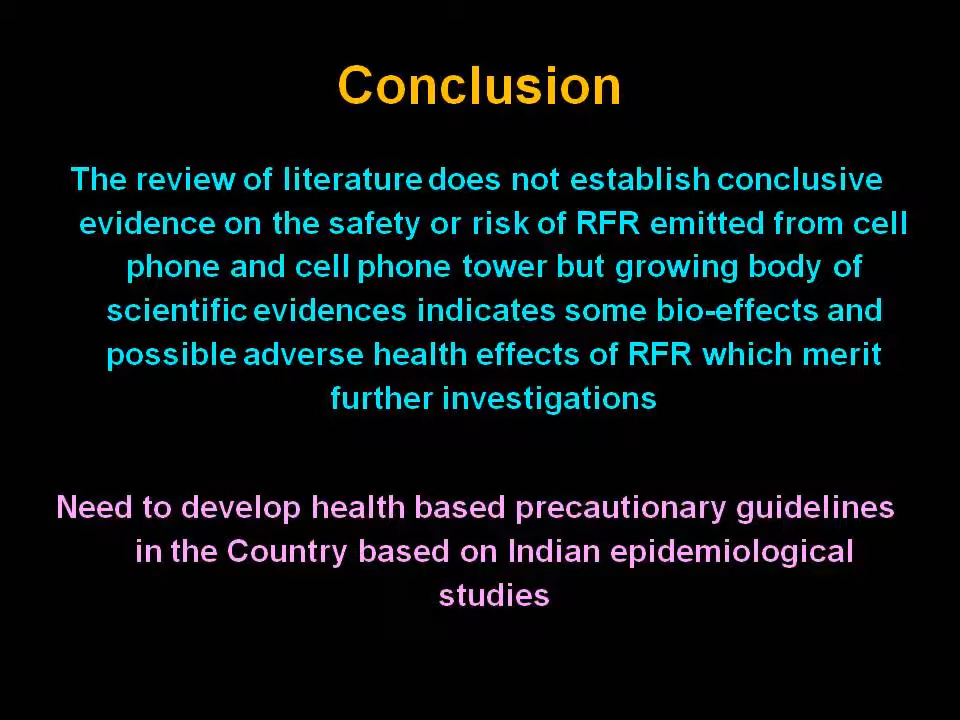 Conclusion
The review of literature does not establish conclusive
evidence on the safety or risk of RFR emitted from cell
phone and cell phone tower but growing body of
scientific evidences indicates some bio-effects and
possible adverse health effects of RFR which merit
further investigations
Need to develop health based precautionary guidelines
in the Country based on Indian epidemiological
studies